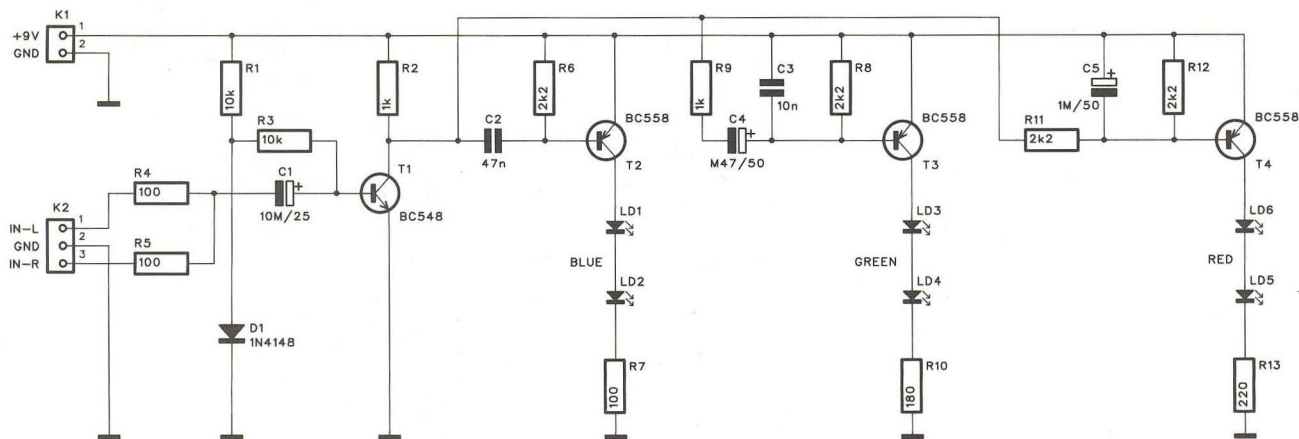 K1
+9V 1
GND 2
R1
10k
R2
1k
R3
10k
R4
100
R5
100
C1
+
10M/25
K2
IN-L 1
GND 2
IN-R 3
T1
BC548
D1
1N4148
C2
47n
R6
2k2
BC558
T2
LD1
BLUE
LD2
R7
100
R9
1k
C3
10n
C4
+
M47/50
R8
2k2
BC558
T3
LD3
GREEN
LD4
R10
180
R11
2k2
C5
+
1M/50
R12
2k2
BC558
T4
LD6
RED
LD5
R13
220